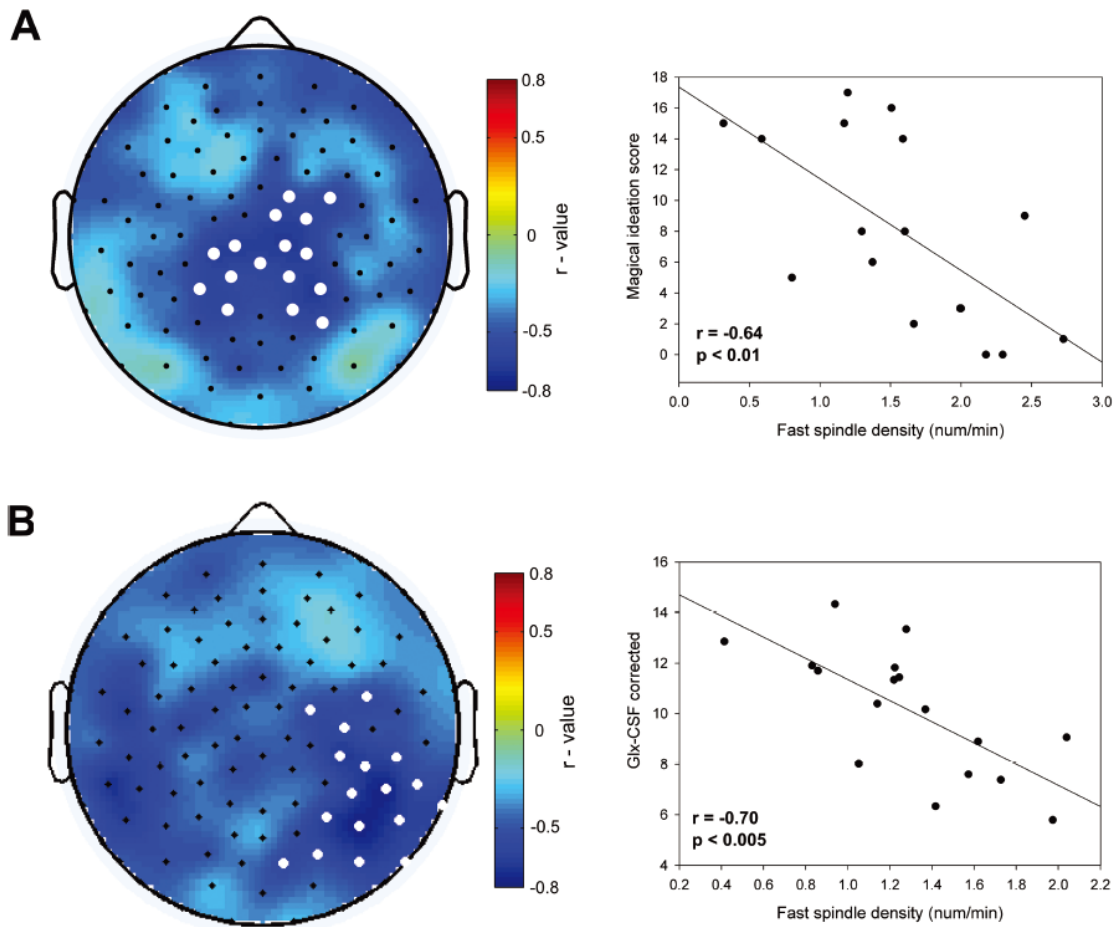 A
0.8
0.5
0
-0.5
-0.8
r - value
18
16
14
12
10
8
6
4
2
0
Magical ideation score
r = -0.64
p < 0.01
0.0 0.5 1.0 1.5 2.0 2.5 3.0
Fast spindle density (num/min)
B
0.8
0.5
0
-0.5
-0.8
r - value
16
14
12
10
8
6
4
Glx-CSF corrected
r = -0.70
p < 0.005
0.2 0.4 0.6 0.8 1.0 1.2 1.4 1.6 1.8 2.0 2.2
Fast spindle density (num/min)